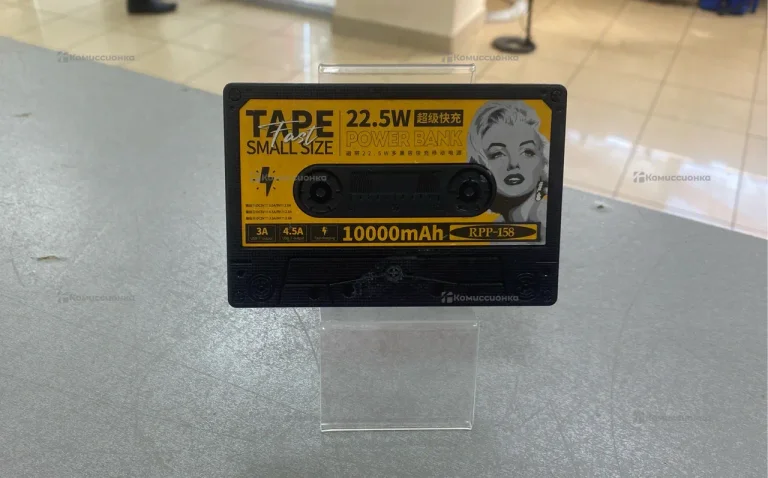 Комиссионка
Комиссионка
TAPE
Fast
SMALL SIZE
22.5W 超级快充
POWER BANK
Комиссионка
Комиссионка
3A
4.5A
10000mAh
RPP-158
Комиссионка
Комиссионка
Комиссионка